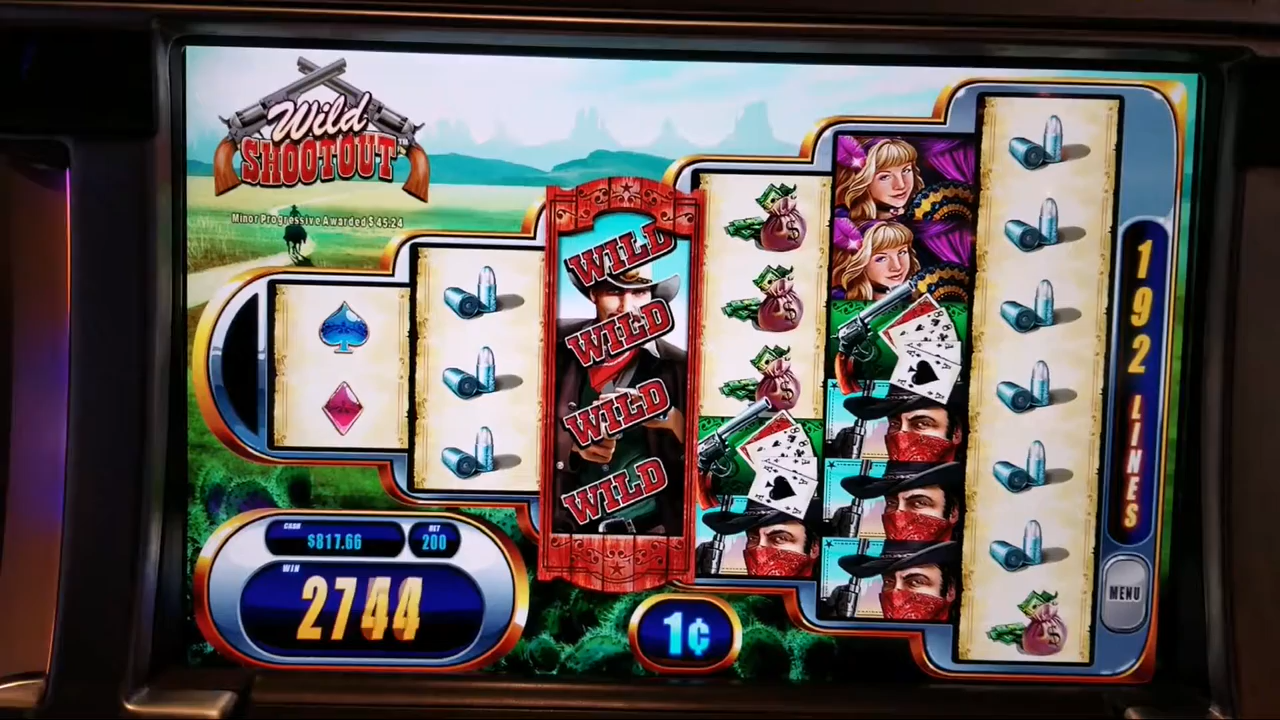 Wild
SHOOTOUT™
Minor Progressive Awarded $ 45.24
WILD
WILD
WILD
WILD
192 LINES
CASH
$817.66
BET
200
WIN
2744
1¢
MENU